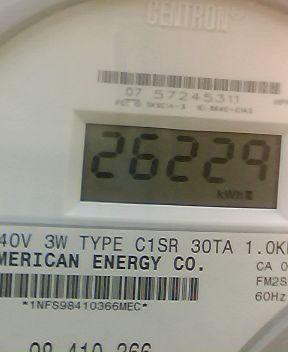 CENTRON®
07 57245311
26229
kWh
40V 3W TYPE C1SR 30TA 1.0K
MERICAN ENERGY CO.
CA 0
FM2S
60Hz
*1NFS98410366MEC*
98 410 366